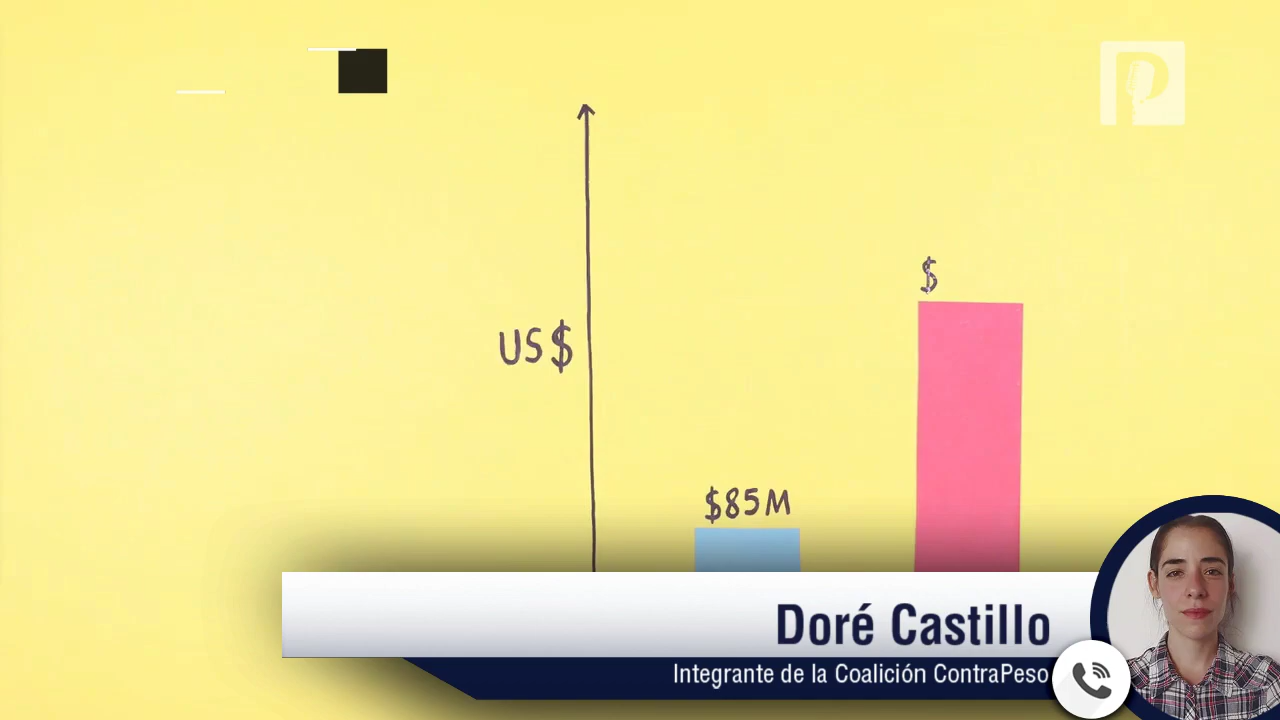 $
US$
$85M
Doré Castillo
Integrante de la Coalición ContraPeso